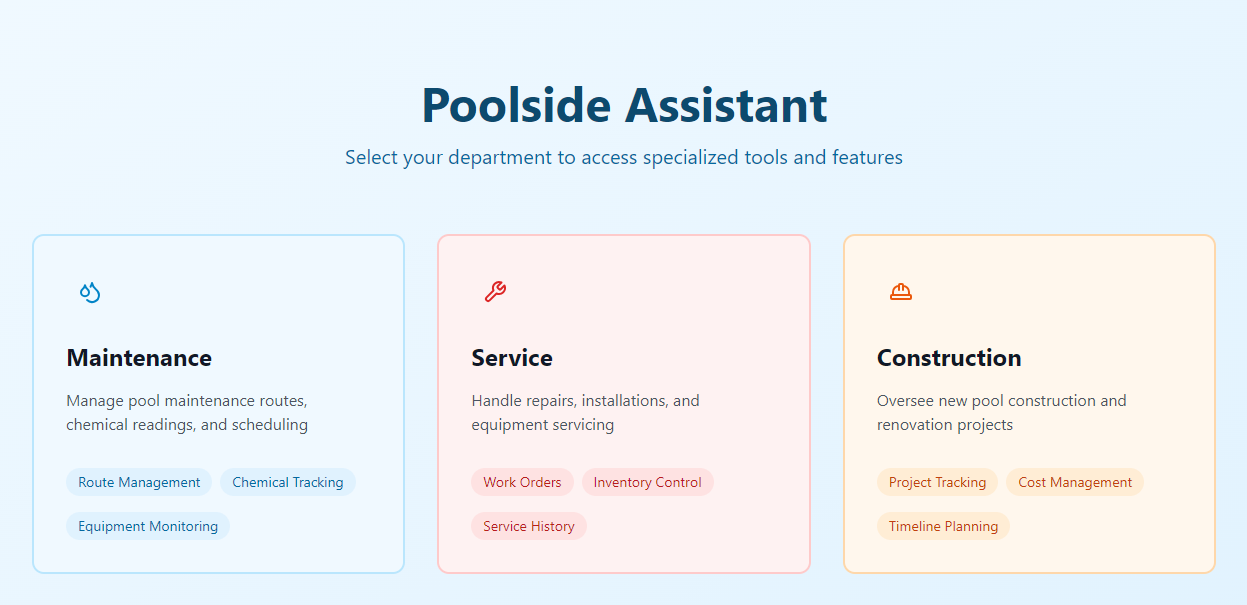 Poolside Assistant
Select your department to access specialized tools and features
Maintenance
Manage pool maintenance routes,
chemical readings, and scheduling
Route Management
Chemical Tracking
Equipment Monitoring
Service
Handle repairs, installations, and
equipment servicing
Work Orders
Inventory Control
Service History
Construction
Oversee new pool construction and
renovation projects
Project Tracking
Cost Management
Timeline Planning